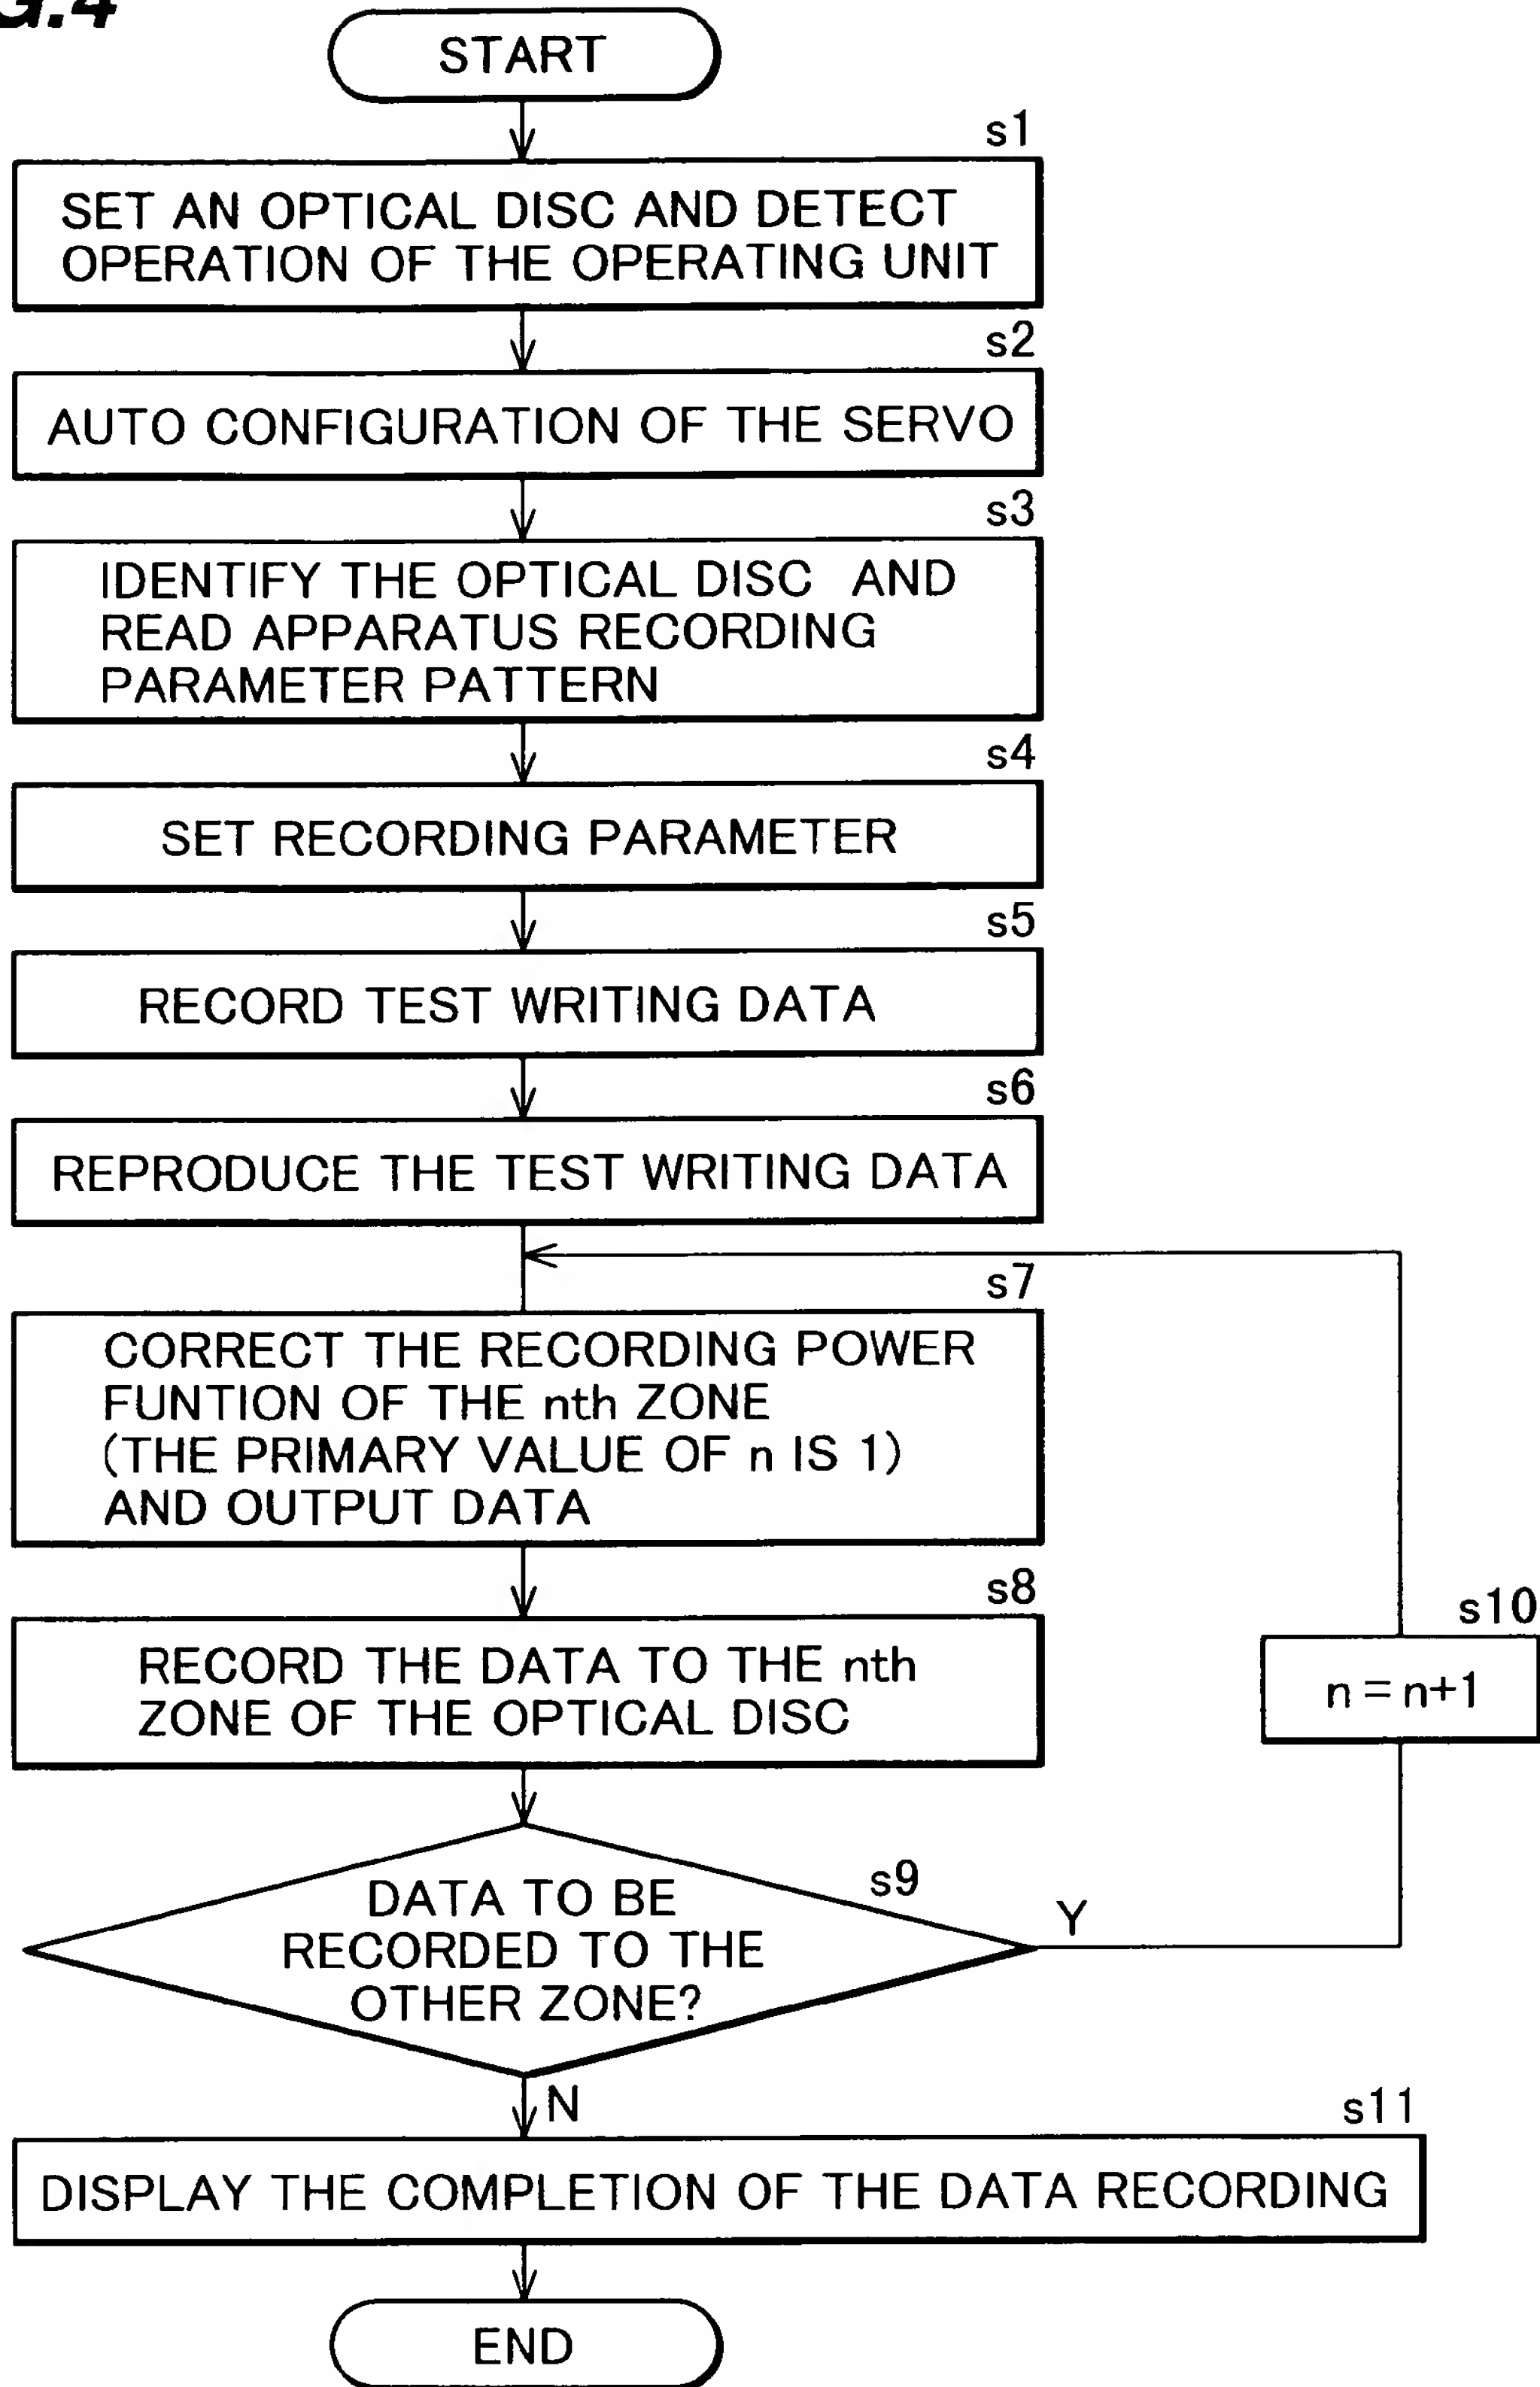 G.4
START
s1
SET AN OPTICAL DISC AND DETECT
OPERATION OF THE OPERATING UNIT
s2
AUTO CONFIGURATION OF THE SERVO
s3
IDENTIFY THE OPTICAL DISC AND
READ APPARATUS RECORDING
PARAMETER PATTERN
s4
SET RECORDING PARAMETER
s5
RECORD TEST WRITING DATA
s6
REPRODUCE THE TEST WRITING DATA
s7
CORRECT THE RECORDING POWER
FUNTION OF THE nth ZONE
(THE PRIMARY VALUE OF n IS 1)
AND OUTPUT DATA
s8
RECORD THE DATA TO THE nth
ZONE OF THE OPTICAL DISC
s10
n = n+1
s9
DATA TO BE
RECORDED TO THE
OTHER ZONE?
Y
N
s11
DISPLAY THE COMPLETION OF THE DATA RECORDING
END